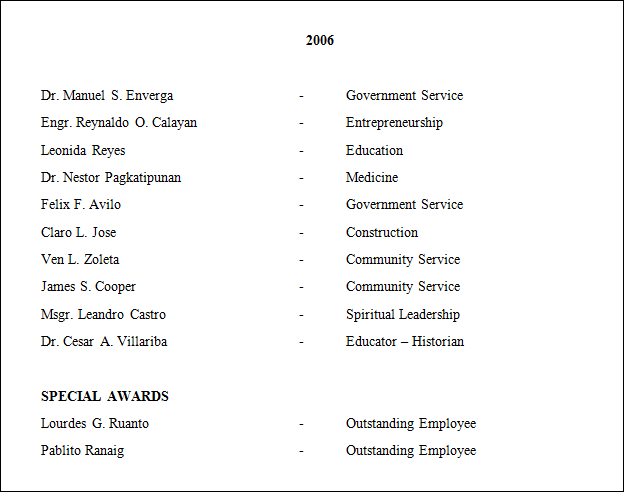 2006
Dr. Manuel S. Enverga - Government Service
Engr. Reynaldo O. Calayan - Entrepreneurship
Leonida Reyes - Education
Dr. Nestor Pagkatipunan - Medicine
Felix F. Avilo - Government Service
Claro L. Jose - Construction
Ven L. Zoleta - Community Service
James S. Cooper - Community Service
Msgr. Leandro Castro - Spiritual Leadership
Dr. Cesar A. Villariba - Educator – Historian
SPECIAL AWARDS
Lourdes G. Ruanto - Outstanding Employee
Pablito Ranaig - Outstanding Employee